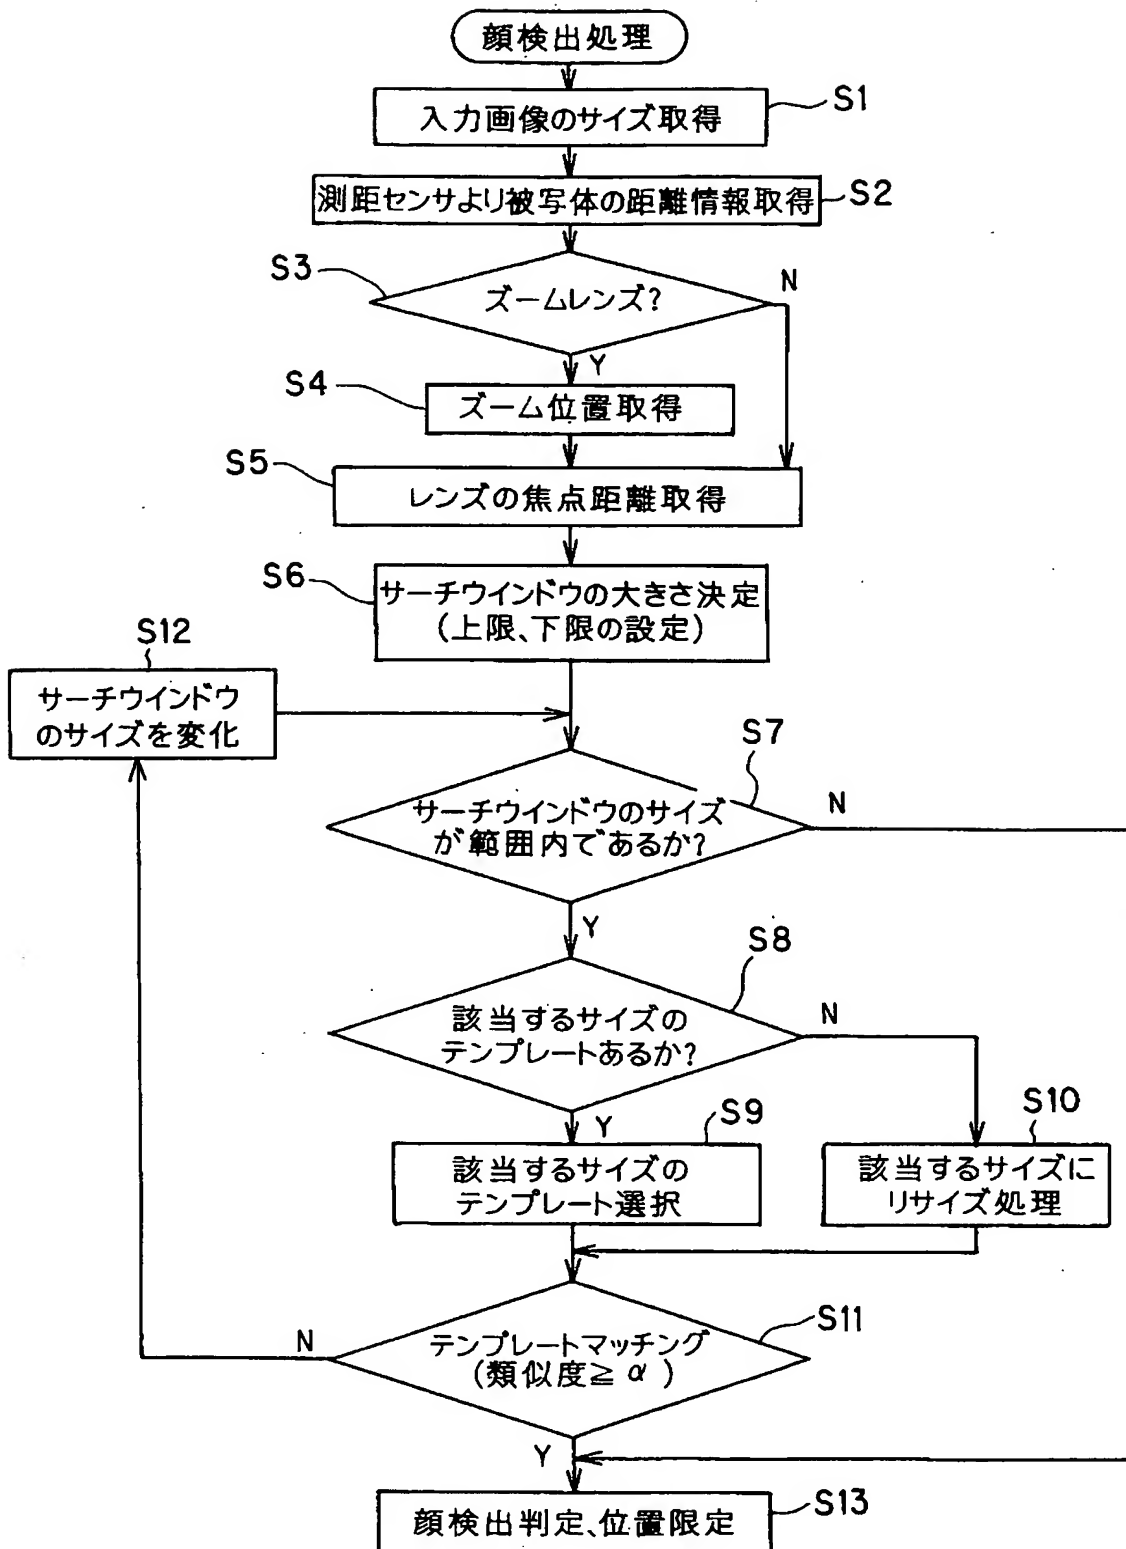 顔検出処理
入力画像のサイズ取得
S1
測距センサより被写体の距離情報取得
S2
S3
ズームレンズ?
N
Y
S4
ズーム位置取得
S5
レンズの焦点距離取得
S6
サーチウインドウの大きさ決定
(上限、下限の設定)
S12
サーチウインドウ
のサイズを変化
S7
サーチウインドウのサイズ
が範囲内であるか?
N
Y
S8
該当するサイズの
テンプレートあるか?
N
Y
S9
該当するサイズの
テンプレート選択
S10
該当するサイズに
リサイズ処理
S11
テンプレートマッチング
(類似度≧α)
N
Y
S13
顔検出判定、位置限定